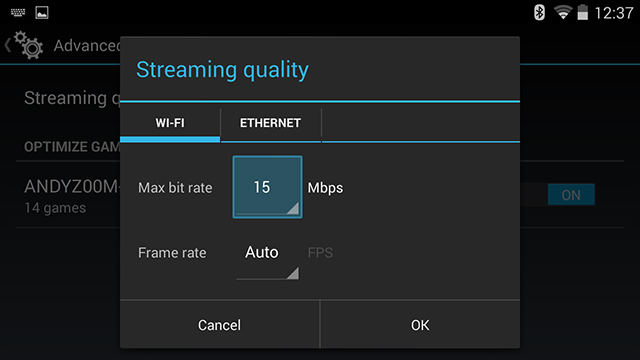 12:37
Advanced
Streaming quality
Streaming q
WI-FI
ETHERNET
OPTIMIZE GAM
ANDYZ00M-
14 games
ON
Max bit rate
15
Mbps
Frame rate
Auto
FPS
Cancel
OK